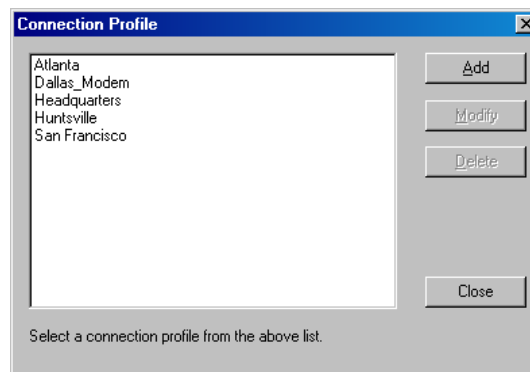 Connection Profile
Atlanta
Dallas_Modem
Headquarters
Huntsville
San Francisco
Add
Modify
Delete
Close
Select a connection profile from the above list.